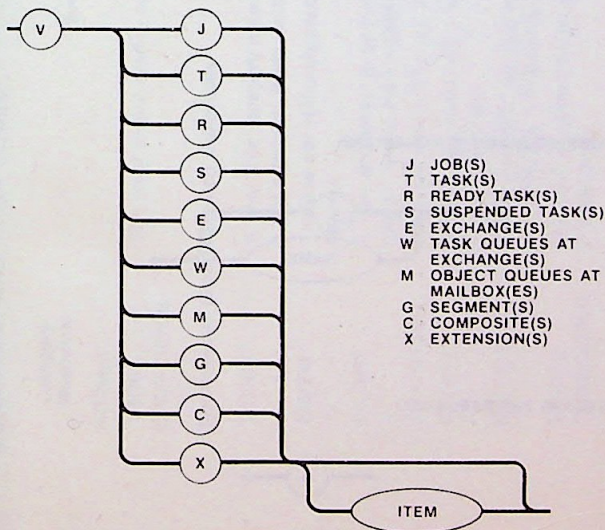 V
J
T
R
S
E
W
M
G
C
X
ITEM
J JOB(S)
T TASK(S)
R READY TASK(S)
S SUSPENDED TASK(S)
E EXCHANGE(S)
W TASK QUEUES AT
EXCHANGE(S)
M OBJECT QUEUES AT
MAILBOX(ES)
G SEGMENT(S)
C COMPOSITE(S)
X EXTENSION(S)